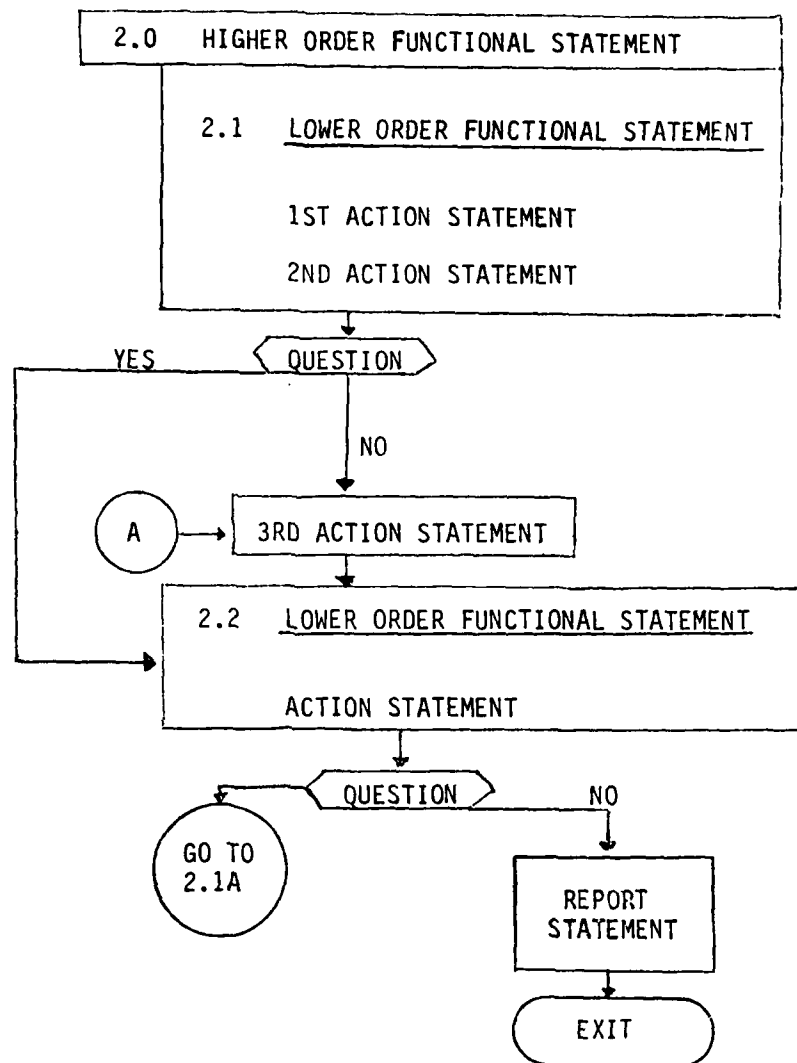 2.0 HIGHER ORDER FUNCTIONAL STATEMENT
2.1 LOWER ORDER FUNCTIONAL STATEMENT
1ST ACTION STATEMENT
2ND ACTION STATEMENT
QUESTION
YES
NO
A
3RD ACTION STATEMENT
2.2 LOWER ORDER FUNCTIONAL STATEMENT
ACTION STATEMENT
QUESTION
NO
GO TO
2.1A
REPORT
STATEMENT
EXIT